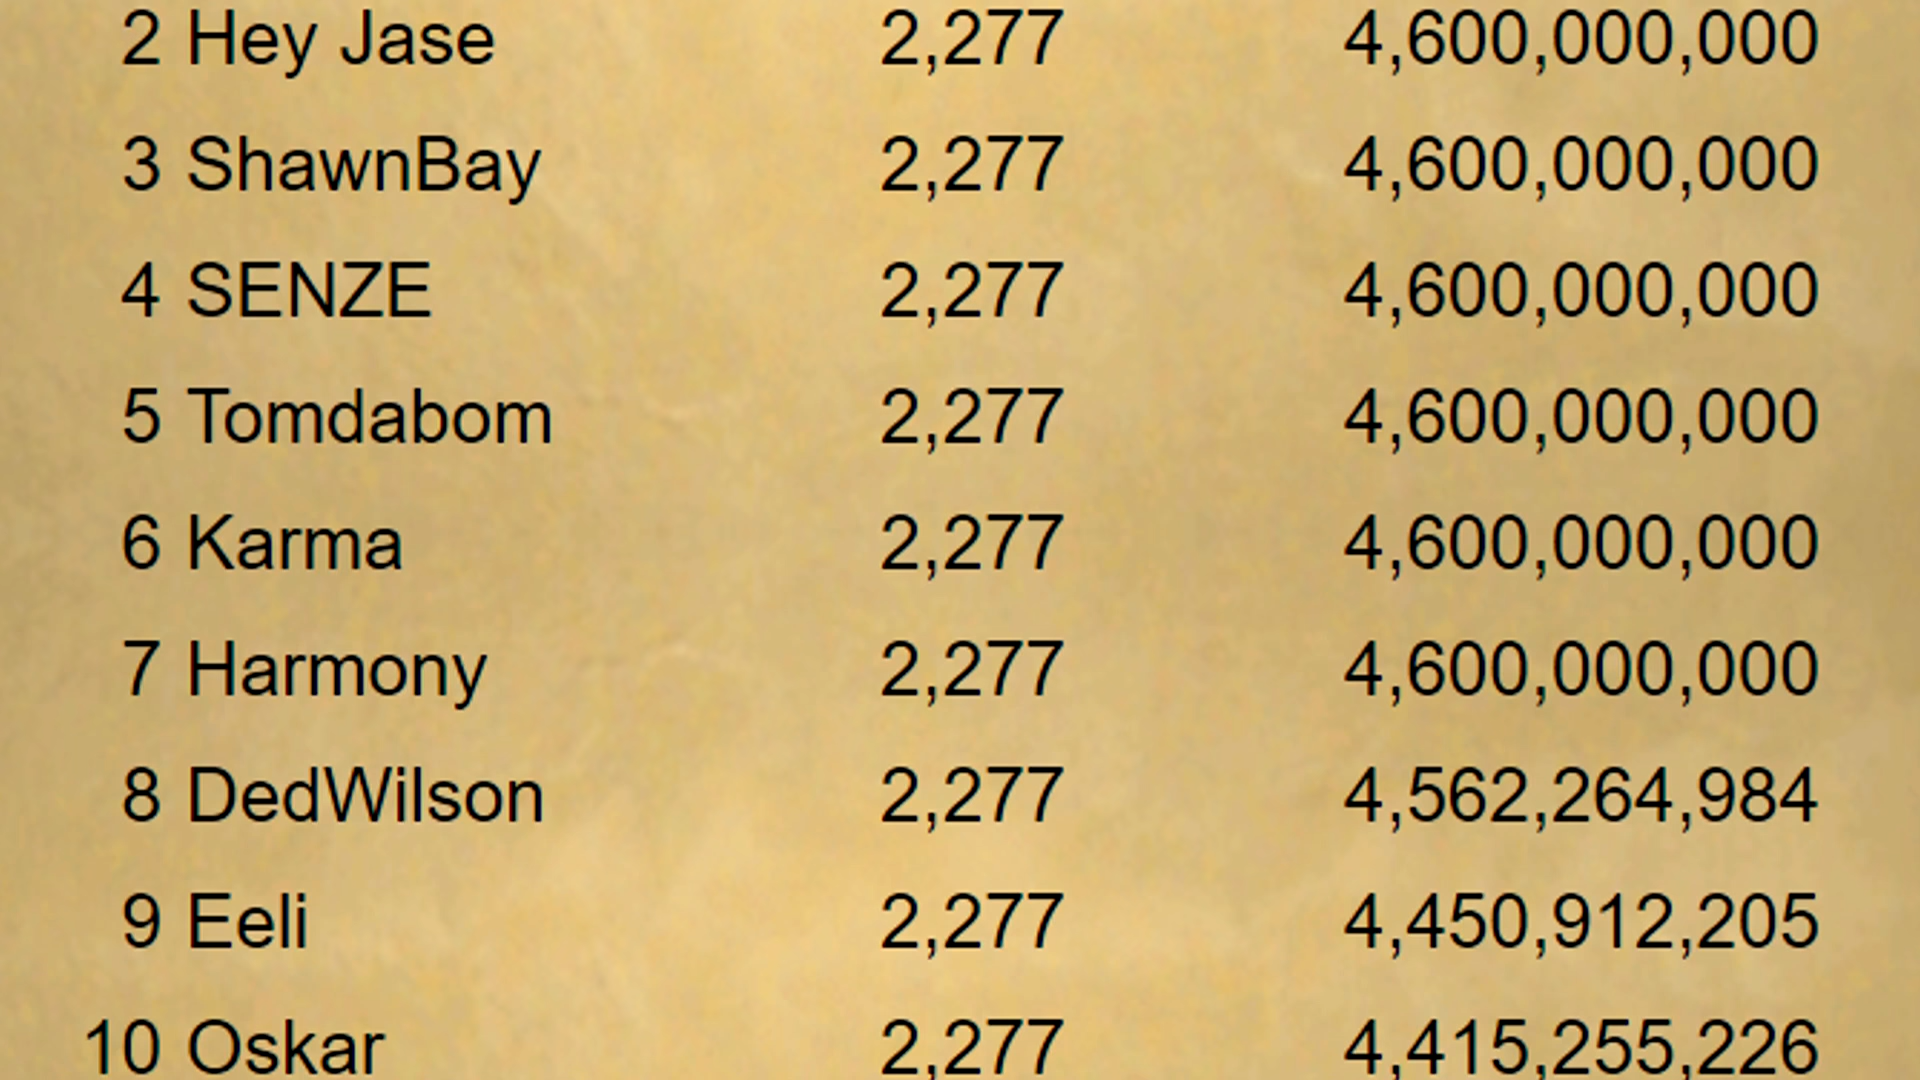 2 Hey Jase 2,277 4,600,000,000
3 ShawnBay 2,277 4,600,000,000
4 SENZE 2,277 4,600,000,000
5 Tomdabom 2,277 4,600,000,000
6 Karma 2,277 4,600,000,000
7 Harmony 2,277 4,600,000,000
8 DedWilson 2,277 4,562,264,984
9 Eeli 2,277 4,450,912,205
10 Oskar 2,277 4,415,255,226